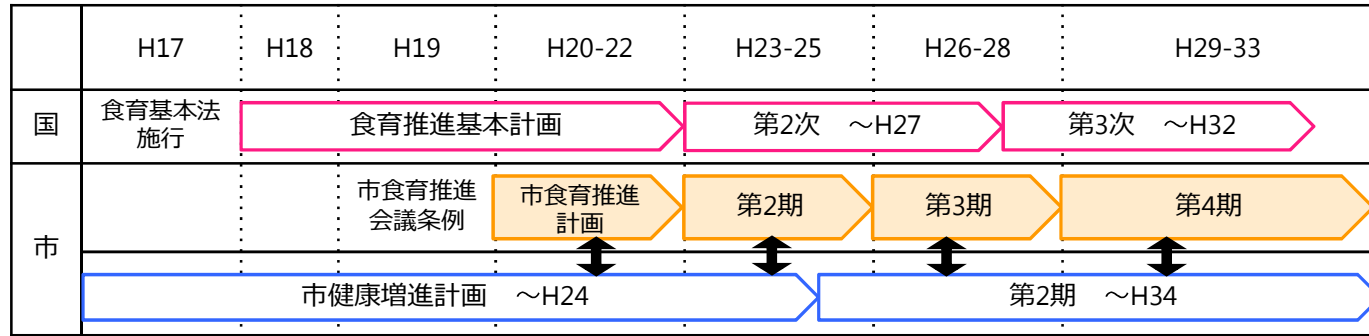 H17 H18 H19 H20-22 H23-25 H26-28 H29-33
国
食育基本法
施行
食育推進基本計画
第2次 ～H27
第3次 ～H32
市
市食育推進
会議条例
市食育推進
計画
第2期
第3期
第4期
市健康増進計画 ～H24
第2期 ～H34